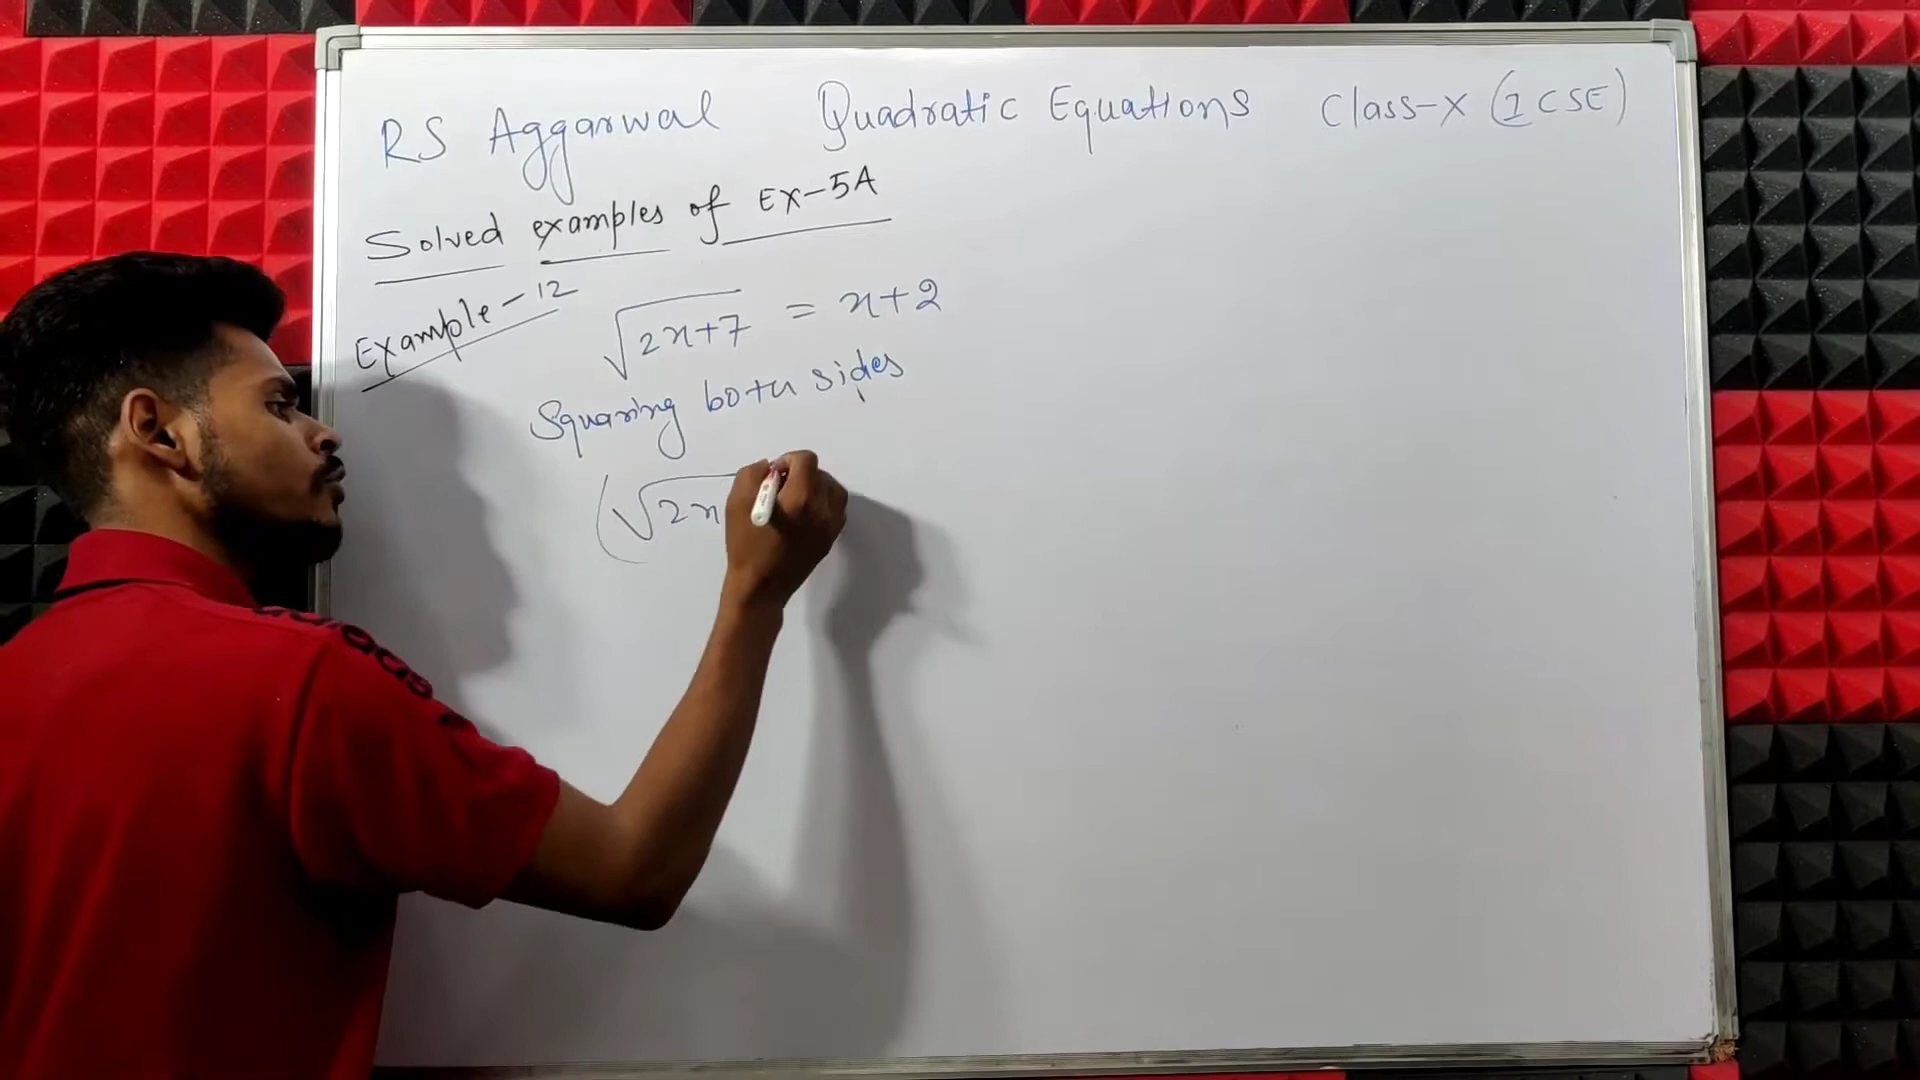 RS Aggarwal Quadratic Equations Class-X (ICSE)
Solved examples of EX-5A
Example-12 √2x+7 = x+2
Squaring both sides
(√2x